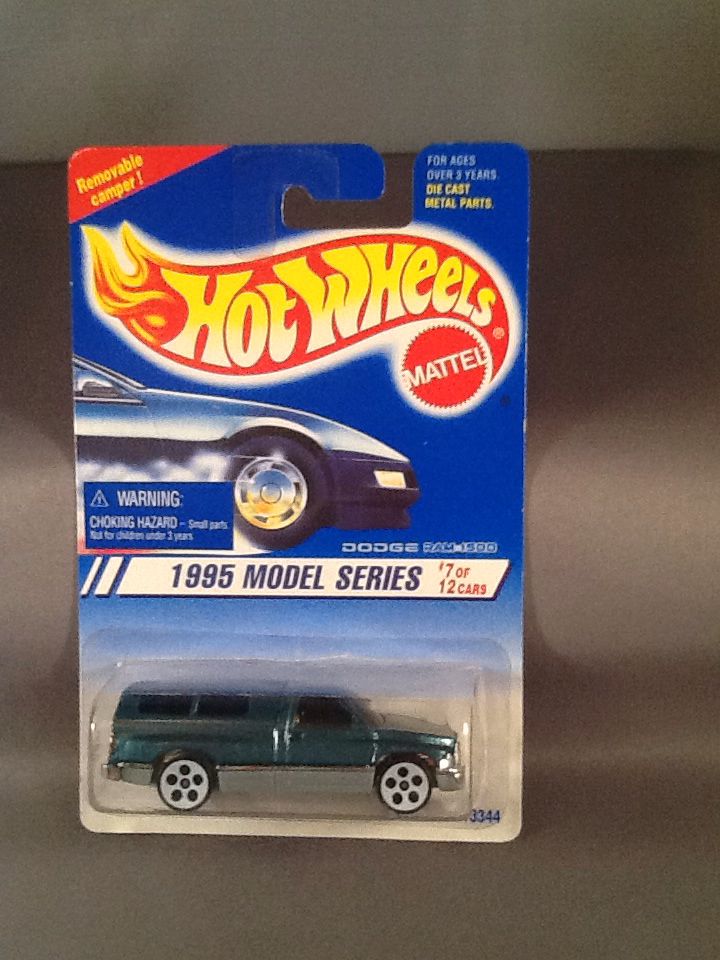 Removable
camper!
FOR AGES
OVER 3 YEARS.
DIE CAST
METAL PARTS.
HOT WHEELS®
MATTEL
⚠ WARNING:
CHOKING HAZARD – Small parts
Not for children under 3 years
DODGE RAM 1500
1995 MODEL SERIES
#7 OF
12 CARS
3344